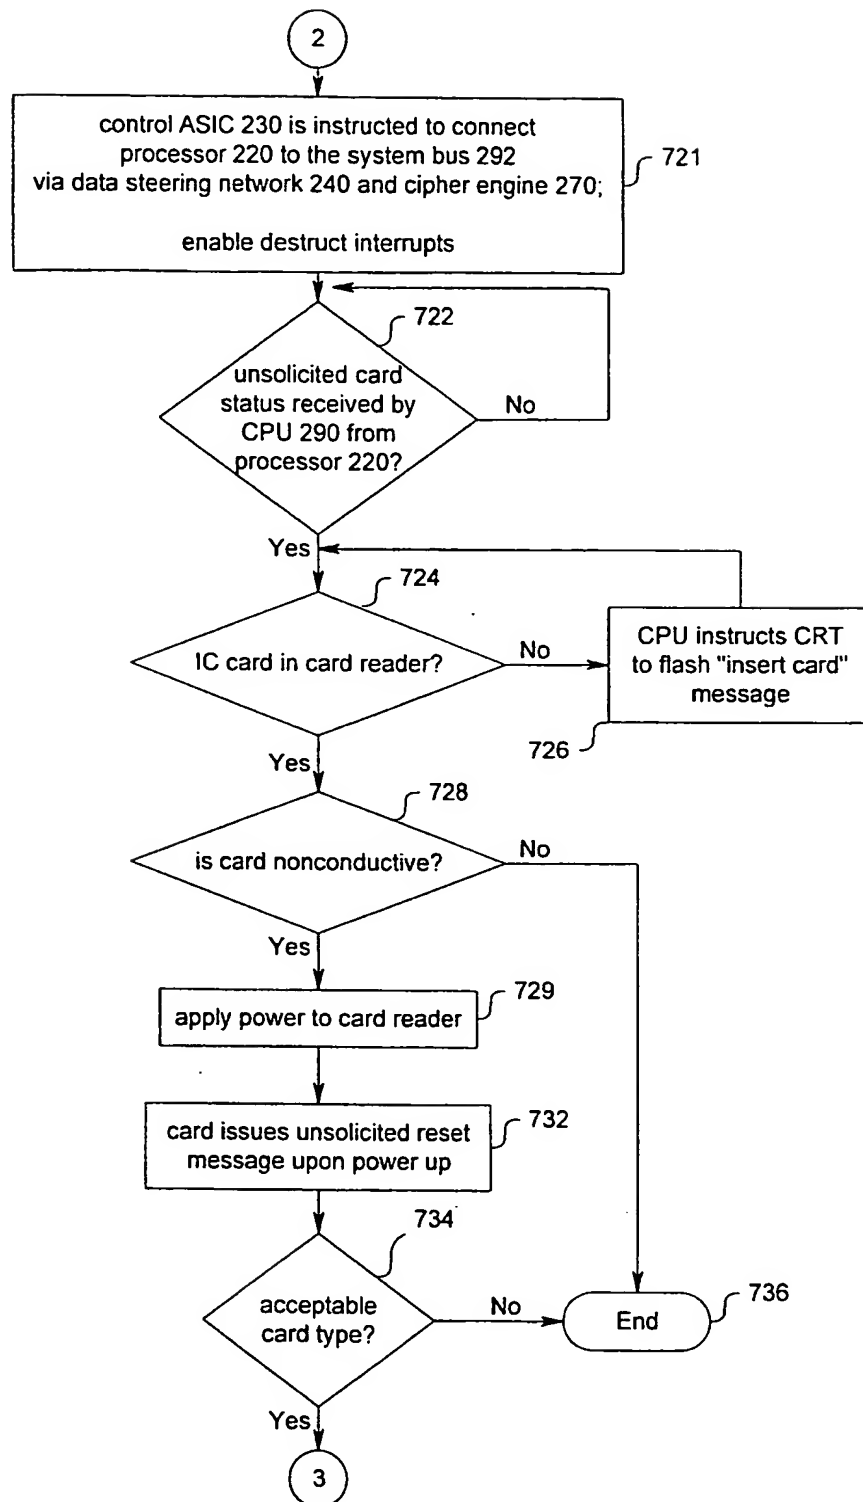 2
control ASIC 230 is instructed to connect
processor 220 to the system bus 292
via data steering network 240 and cipher engine 270;
enable destruct interrupts
721
722
unsolicited card
status received by
CPU 290 from
processor 220?
No
Yes
724
IC card in card reader?
No
CPU instructs CRT
to flash "insert card"
message
726
Yes
728
is card nonconductive?
No
Yes
729
apply power to card reader
732
card issues unsolicited reset
message upon power up
734
acceptable
card type?
No
End
736
Yes
3